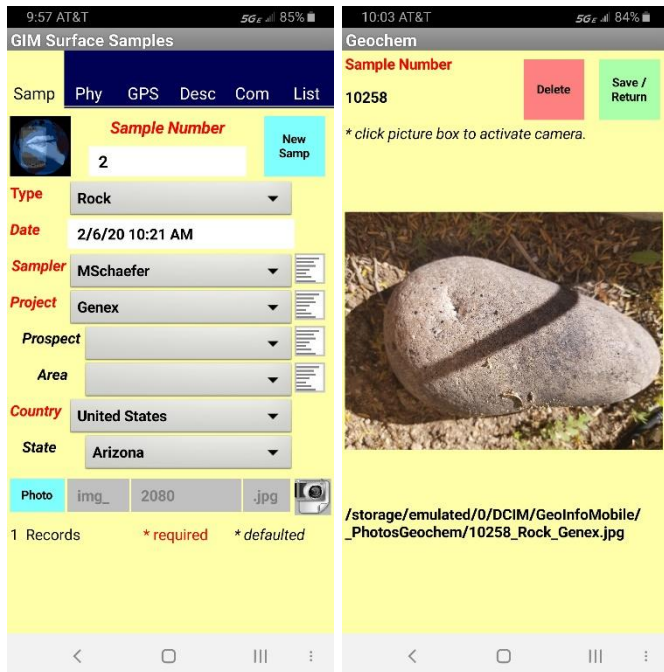 9:57 AT&T 5G E 85%
GIM Surface Samples
Samp Phy GPS Desc Com List
Sample Number
2
New
Samp
Type Rock
Date 2/6/20 10:21 AM
Sampler MSchaefer
Project Genex
Prospect
Area
Country United States
State Arizona
Photo img_ 2080 .jpg
1 Records * required * defaulted
10:03 AT&T 5G E 84%
Geochem
Sample Number
10258
Delete
Save /
Return
* click picture box to activate camera.
/storage/emulated/0/DCIM/GeoInfoMobile/
_PhotosGeochem/10258_Rock_Genex.jpg